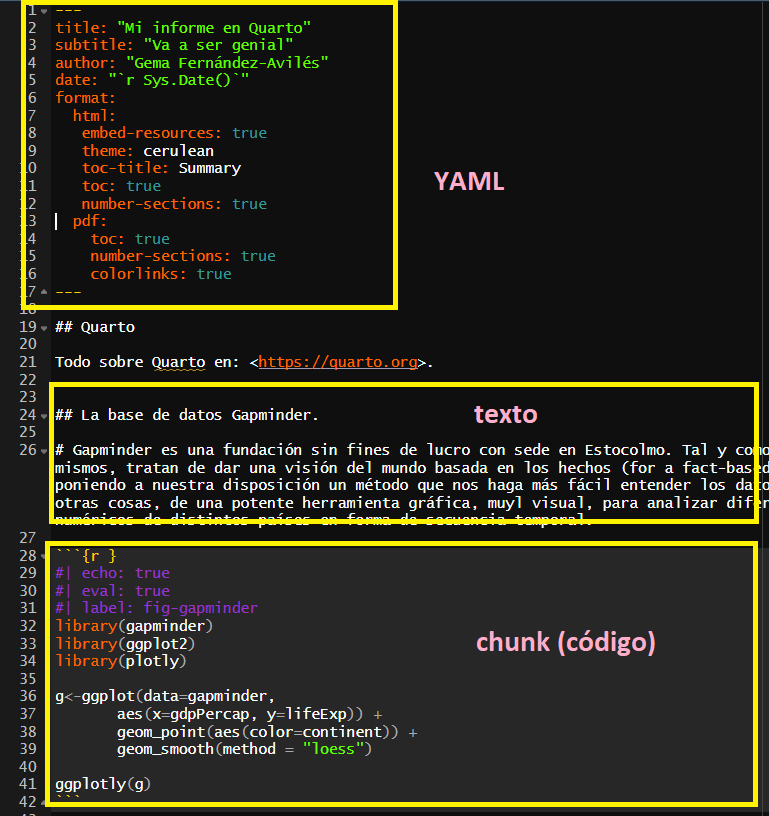 1 ---
2 title: "Mi informe en Quarto"
3 subtitle: "Va a ser genial"
4 author: "Gema Fernández-Avilés"
5 date: "`r Sys.Date()`"
6 format:
7   html:
8    embed-resources: true
9    theme: cerulean
10    toc-title: Summary
11    toc: true
YAML
12    number-sections: true
13   pdf:
14     toc: true
15     number-sections: true
16     colorlinks: true
17 ---
18
19 ## Quarto
20
21 Todo sobre Quarto en: <https://quarto.org>.
22
23
24 ## La base de datos Gapminder.
texto
25
26 # Gapminder es una fundación sin fines de lucro con sede en Estocolmo. Tal y como
mismos, tratan de dar una visión del mundo basada en los hechos (for a fact-based
poniendo a nuestra disposición un método que nos haga más fácil entender los
otras cosas, de una potente herramienta gráfica, muyl visual, para analizar
numéricos de distintos países en forma de secuencia temporal.
27
28 ```{r }
29 #| echo: true
30 #| eval: true
31 #| label: fig-gapminder
32 library(gapminder)
33 library(ggplot2)
chunk (código)
34 library(plotly)
35
36 g<-ggplot(data=gapminder,
37        aes(x=gdpPercap, y=lifeExp)) +
38        geom_point(aes(color=continent)) +
39        geom_smooth(method = "loess")
40
41 ggplotly(g)
42 ```